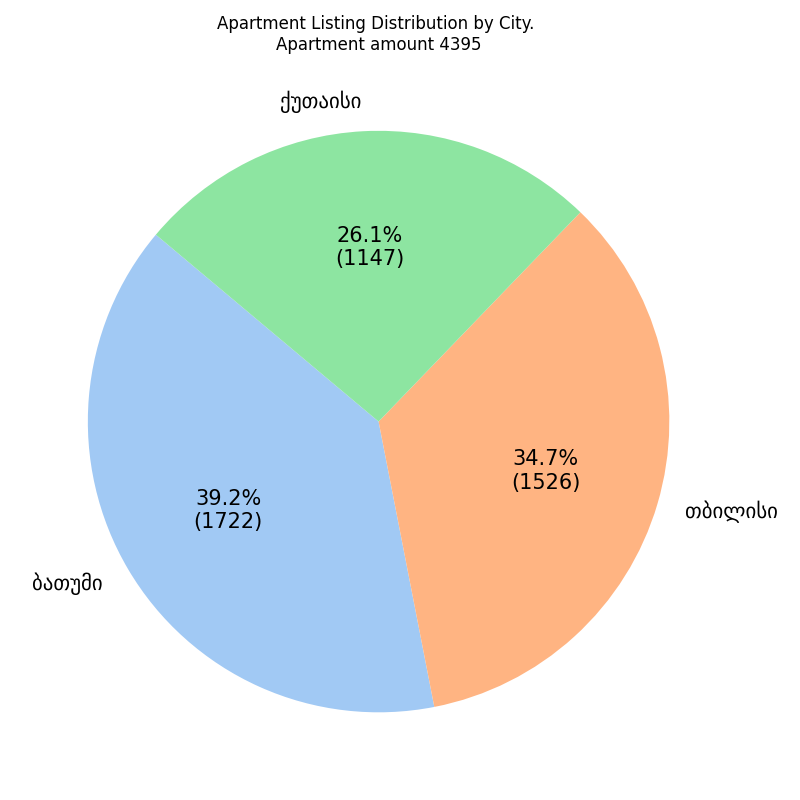 Apartment Listing Distribution by City.
Apartment amount 4395
ქუთაისი
26.1%
(1147)
34.7%
(1526)
თბილისი
39.2%
(1722)
ბათუმი